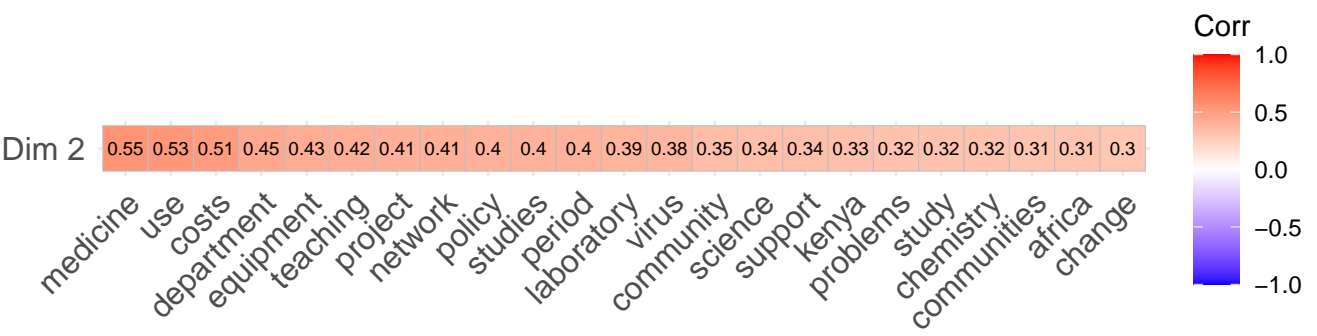 Corr
1.0
0.5
0.0
−0.5
−1.0
Dim 2 0.55 0.53 0.51 0.45 0.43 0.42 0.41 0.41 0.4 0.4 0.4 0.39 0.38 0.35 0.34 0.34 0.33 0.32 0.32 0.32 0.31 0.31 0.3
medicine
use
costs
department
equipment
teaching
project
network
policy
studies
period
laboratory
virus
community
science
support
kenya
problems
study
chemistry
communities
africa
change